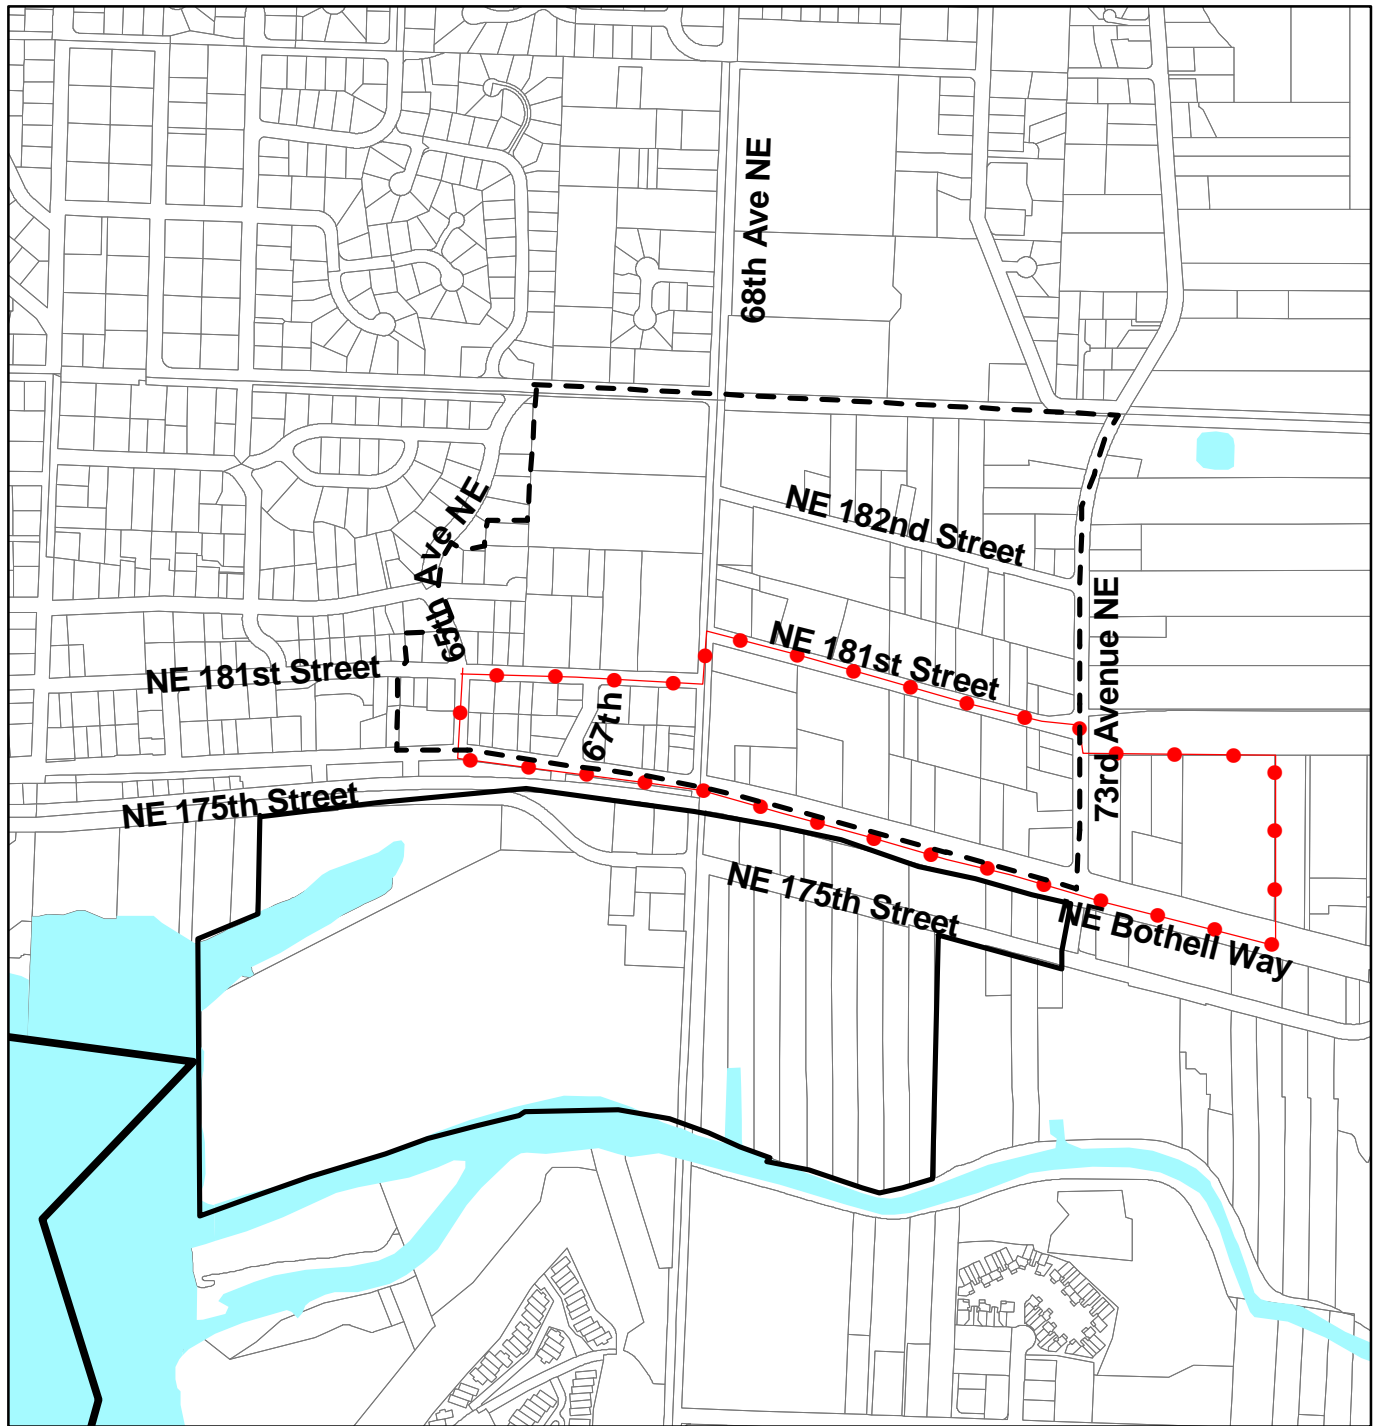 68th Ave NE
NE 182nd Street
65th Ave NE
73rd Avenue NE
NE 181st Street
NE 181st Street
67th
NE 175th Street
NE 175th Street
NE Bothell Way